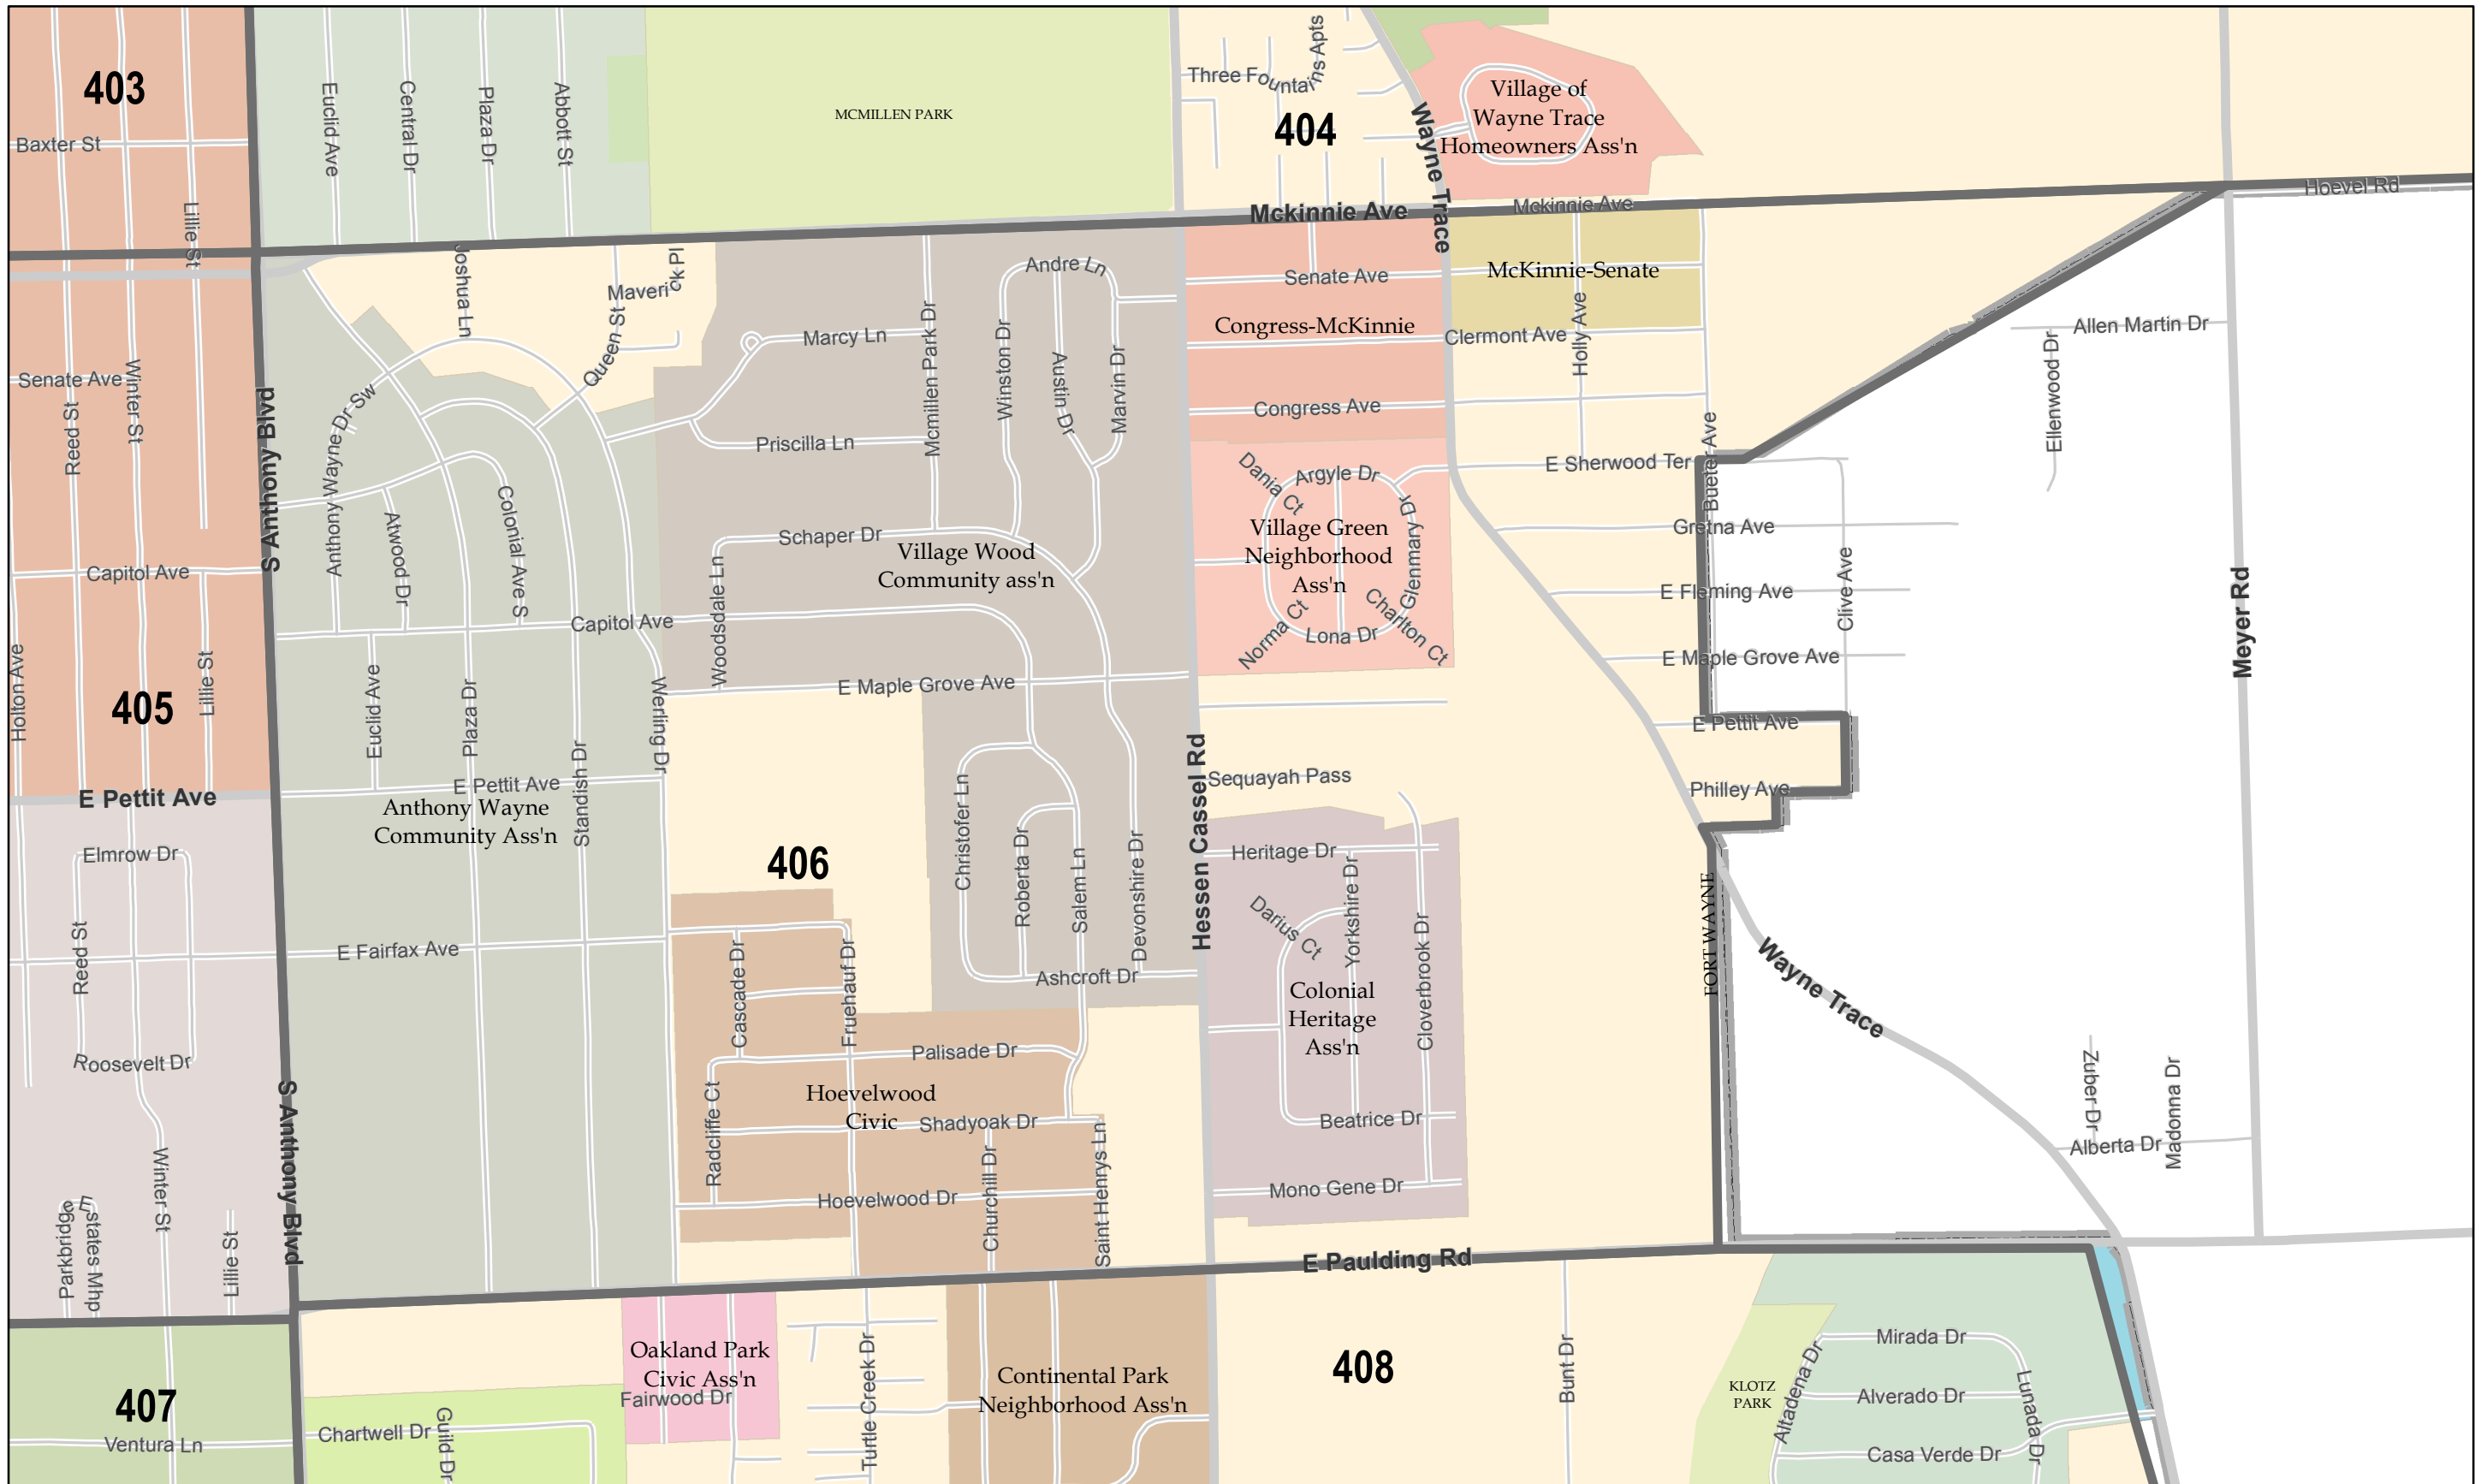 403
Baxter St
Lillie St
Euclid Ave
Central Dr
Plaza Dr
Abbott St
MCMILLEN PARK
Three Fountains Apts
404
Wayne Trace
Village of
Wayne Trace
Homeowners Ass'n
Mckinnie Ave
Mckinnie Ave
Hoevel Rd
Joshua Ln
Maverick Pl
Queen St
Andre Ln
Senate Ave
McKinnie-Senate
Congress-McKinnie
Clermont Ave
Holly Ave
Allen Martin Dr
Ellenwood Dr
Marcy Ln
Mcmillen Park Dr
Winston Dr
Austin Dr
Marvin Dr
Senate Ave
Winter St
Reed St
S Anthony Blvd
Anthony Wayne Dr Sw
Atwood Dr
Colonial Ave S
Priscilla Ln
Congress Ave
Bueter Ave
E Sherwood Ter
Dania Ct
Argyle Dr
Glenmary Dr
Village Green
Neighborhood
Ass'n
Norma Ct
Lona Dr
Charlton Ct
Gretna Ave
E Fleming Ave
Clive Ave
E Maple Grove Ave
Meyer Rd
Schaper Dr
Village Wood
Community ass'n
Woodsdale Ln
Capitol Ave
Capitol Ave
Holton Ave
405
Lillie St
Euclid Ave
Plaza Dr
Standish Dr
Werling Dr
E Maple Grove Ave
E Pettit Ave
E Pettit Ave
E Pettit Ave
Anthony Wayne
Community Ass'n
Hessen Cassel Rd
Sequayah Pass
Philley Ave
Elmrow Dr
406
Christofer Ln
Roberta Dr
Salem Ln
Devonshire Dr
Heritage Dr
Yorkshire Dr
Darius Ct
Cloverbrook Dr
FORT WAYNE
Wayne Trace
Reed St
E Fairfax Ave
Cascade Dr
Fruehauf Dr
Ashcroft Dr
Colonial
Heritage
Ass'n
Roosevelt Dr
Palisade Dr
Hoevelwood
Civic
Radcliffe Ct
Shadyoak Dr
Beatrice Dr
Zuber Dr
Madonna Dr
Alberta Dr
S Anthony Blvd
Winter St
Parkbridge Estates Mhp
Lillie St
Hoevelwood Dr
Churchill Dr
Saint Henrys Ln
Mono Gene Dr
E Paulding Rd
407
Ventura Ln
Chartwell Dr
Guild Dr
Oakland Park
Civic Ass'n
Fairwood Dr
Turtle Creek Dr
Continental Park
Neighborhood Ass'n
408
Bunt Dr
KLOTZ
PARK
Altadena Dr
Mirada Dr
Alverado Dr
Lunada Dr
Casa Verde Dr